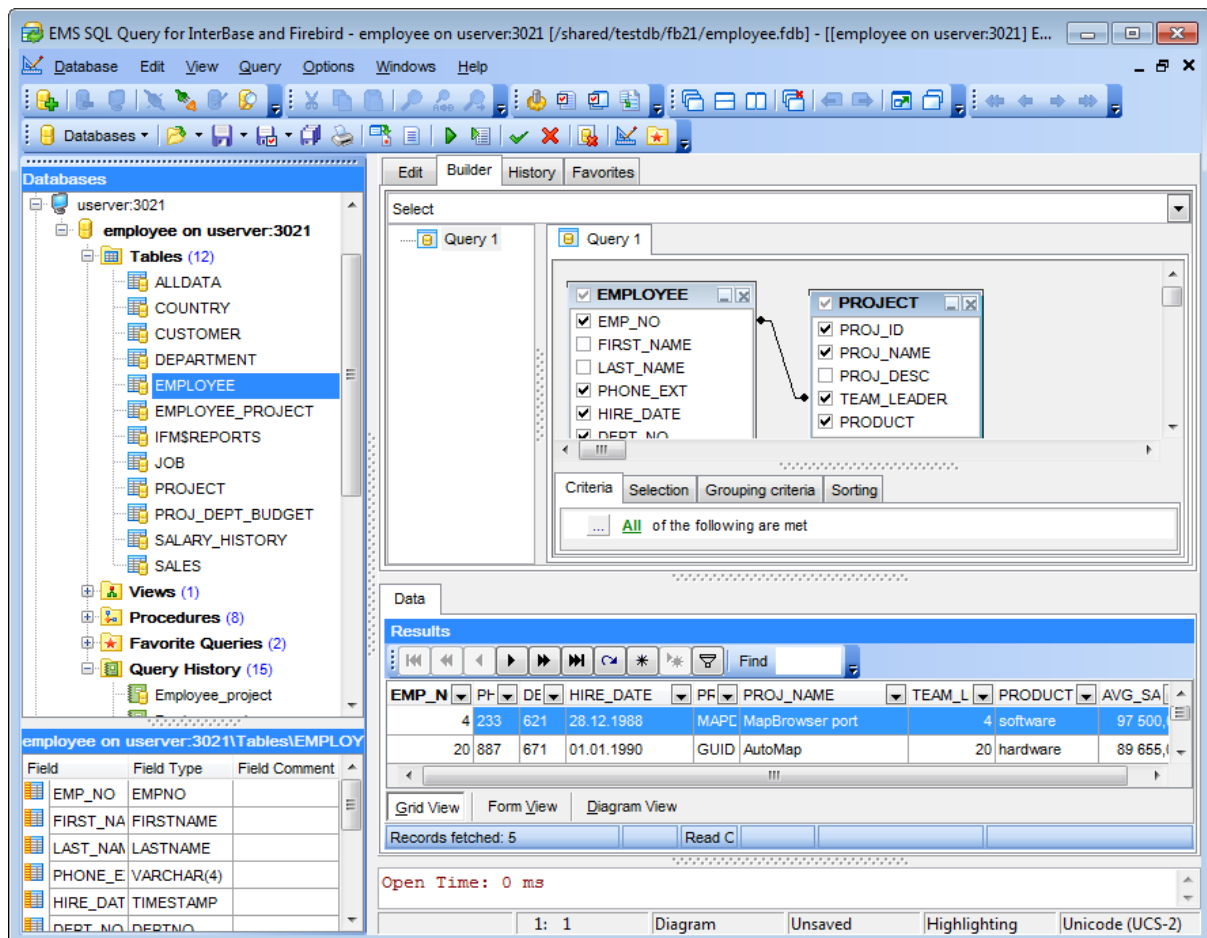 EMS SQL Query for InterBase and Firebird - employee on userver:3021 [/shared/testdb/fb21/employee.fdb] - [[employee on userver:3021] E...
Database Edit View Query Options Windows Help
Databases
Databases
userver:3021
employee on userver:3021
Tables (12)
ALLDATA
COUNTRY
CUSTOMER
DEPARTMENT
EMPLOYEE
EMPLOYEE_PROJECT
IFM$REPORTS
JOB
PROJECT
PROJ_DEPT_BUDGET
SALARY_HISTORY
SALES
Views (1)
Procedures (8)
Favorite Queries (2)
Query History (15)
Employee_project
employee on userver:3021\Tables\EMPLOY
Field Field Type Field Comment
EMP_NO EMPNO
FIRST_NA FIRSTNAME
LAST_NAM LASTNAME
PHONE_E VARCHAR(4)
HIRE_DAT TIMESTAMP
DEPT_NO DEPTNO
Edit Builder History Favorites
Select
Query 1
Query 1
EMPLOYEE
EMP_NO
FIRST_NAME
LAST_NAME
PHONE_EXT
HIRE_DATE
DEPT_NO
PROJECT
PROJ_ID
PROJ_NAME
PROJ_DESC
TEAM_LEADER
PRODUCT
Criteria Selection Grouping criteria Sorting
... All of the following are met
Data
Results
Find
EMP_N PH DE HIRE_DATE PR PROJ_NAME TEAM_L PRODUCT AVG_SA
4 233 621 28.12.1988 MAPE MapBrowser port 4 software 97 500,
20 887 671 01.01.1990 GUID AutoMap 20 hardware 89 655,
Grid View Form View Diagram View
Records fetched: 5 Read C
Open Time: 0 ms
1: 1 Diagram Unsaved Highlighting Unicode (UCS-2)